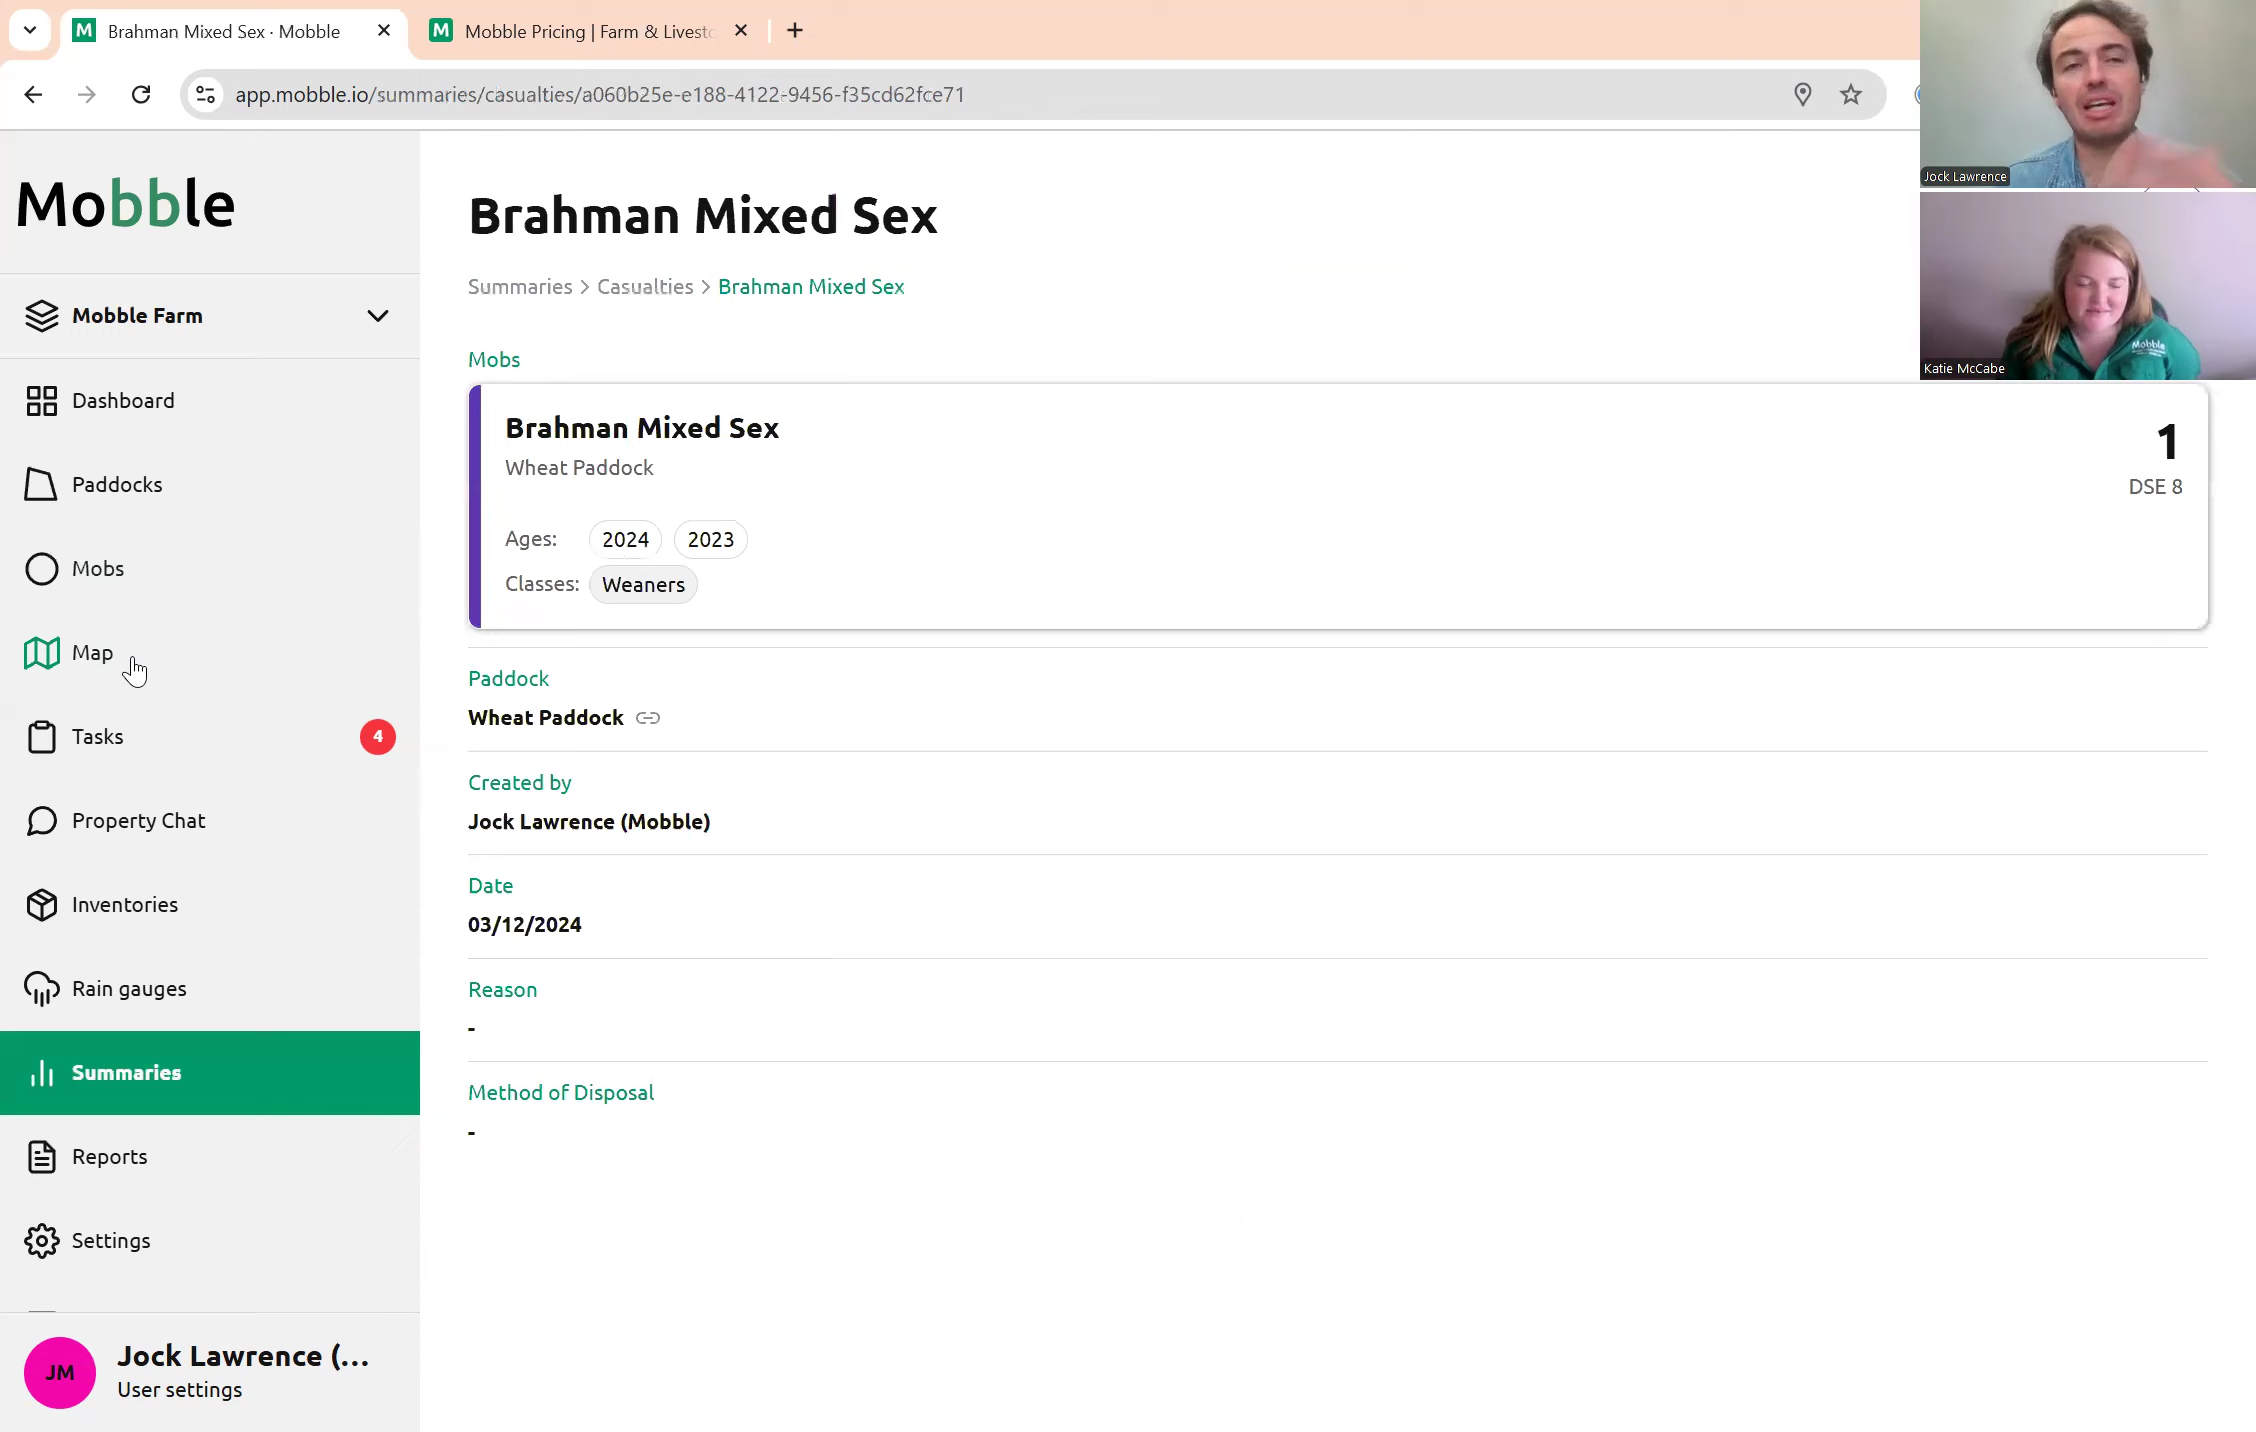 M Brahman Mixed Sex · Mobble
M Mobble Pricing | Farm & Livesto
app.mobble.io/summaries/casualties/a060b25e-e188-4122-9456-f35cd62fce71
Jock Lawrence
Katie McCabe
Mobble
Mobble
Mobble Farm
Dashboard
Paddocks
Mobs
Map
Tasks
4
Property Chat
Inventories
Rain gauges
Summaries
Reports
Settings
JM
Jock Lawrence (...
User settings
Brahman Mixed Sex
Summaries > Casualties > Brahman Mixed Sex
Mobs
Brahman Mixed Sex
1
Wheat Paddock
DSE 8
Ages: 2024 2023
Classes: Weaners
Paddock
Wheat Paddock
Created by
Jock Lawrence (Mobble)
Date
03/12/2024
Reason
-
Method of Disposal
-